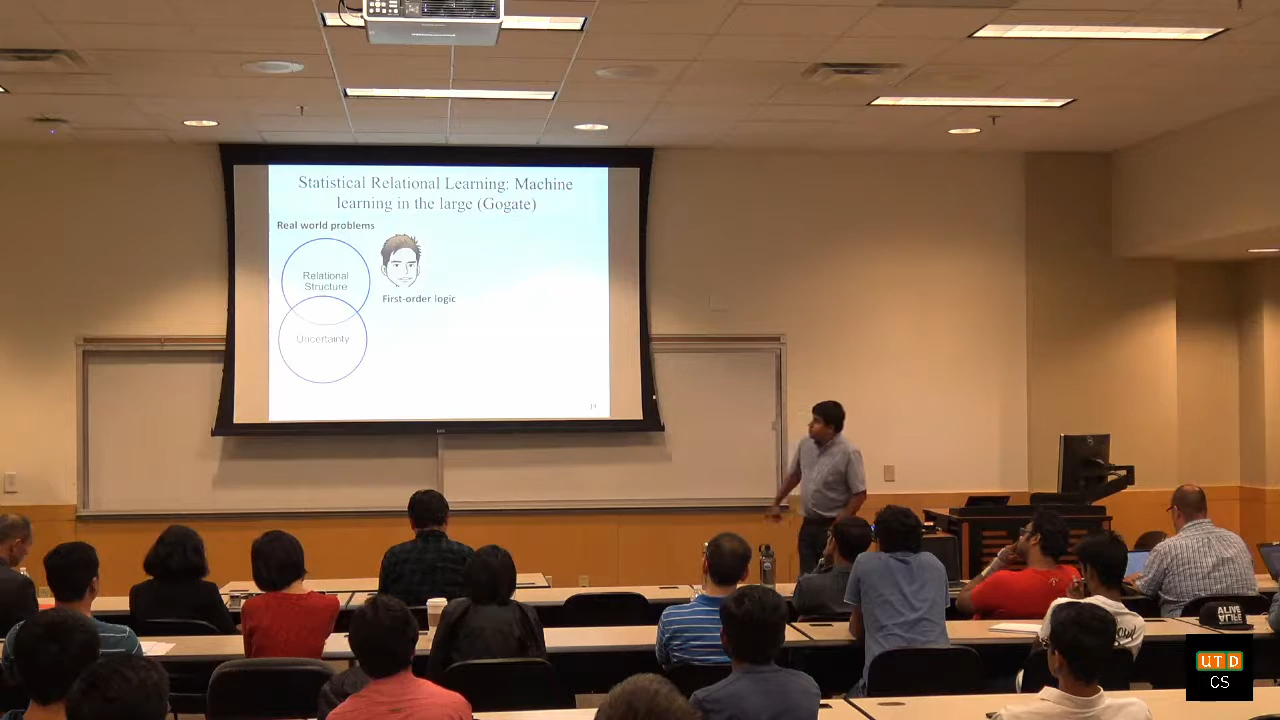 Statistical Relational Learning: Machine
learning in the large (Gogate)
Real world problems
Relational
Structure
First-order logic
Uncertainty
ALIVE
UTD
CS